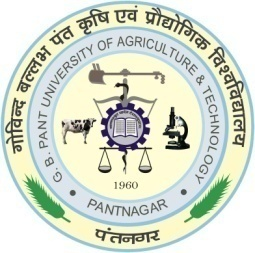 गोविन्द बल्लभ पंत कृषि एवं प्रौद्योगिक विश्वविद्यालय
G. B. PANT UNIVERSITY OF AGRICULTURE & TECHNOLOGY
1960
PANTNAGAR
पंतनगर